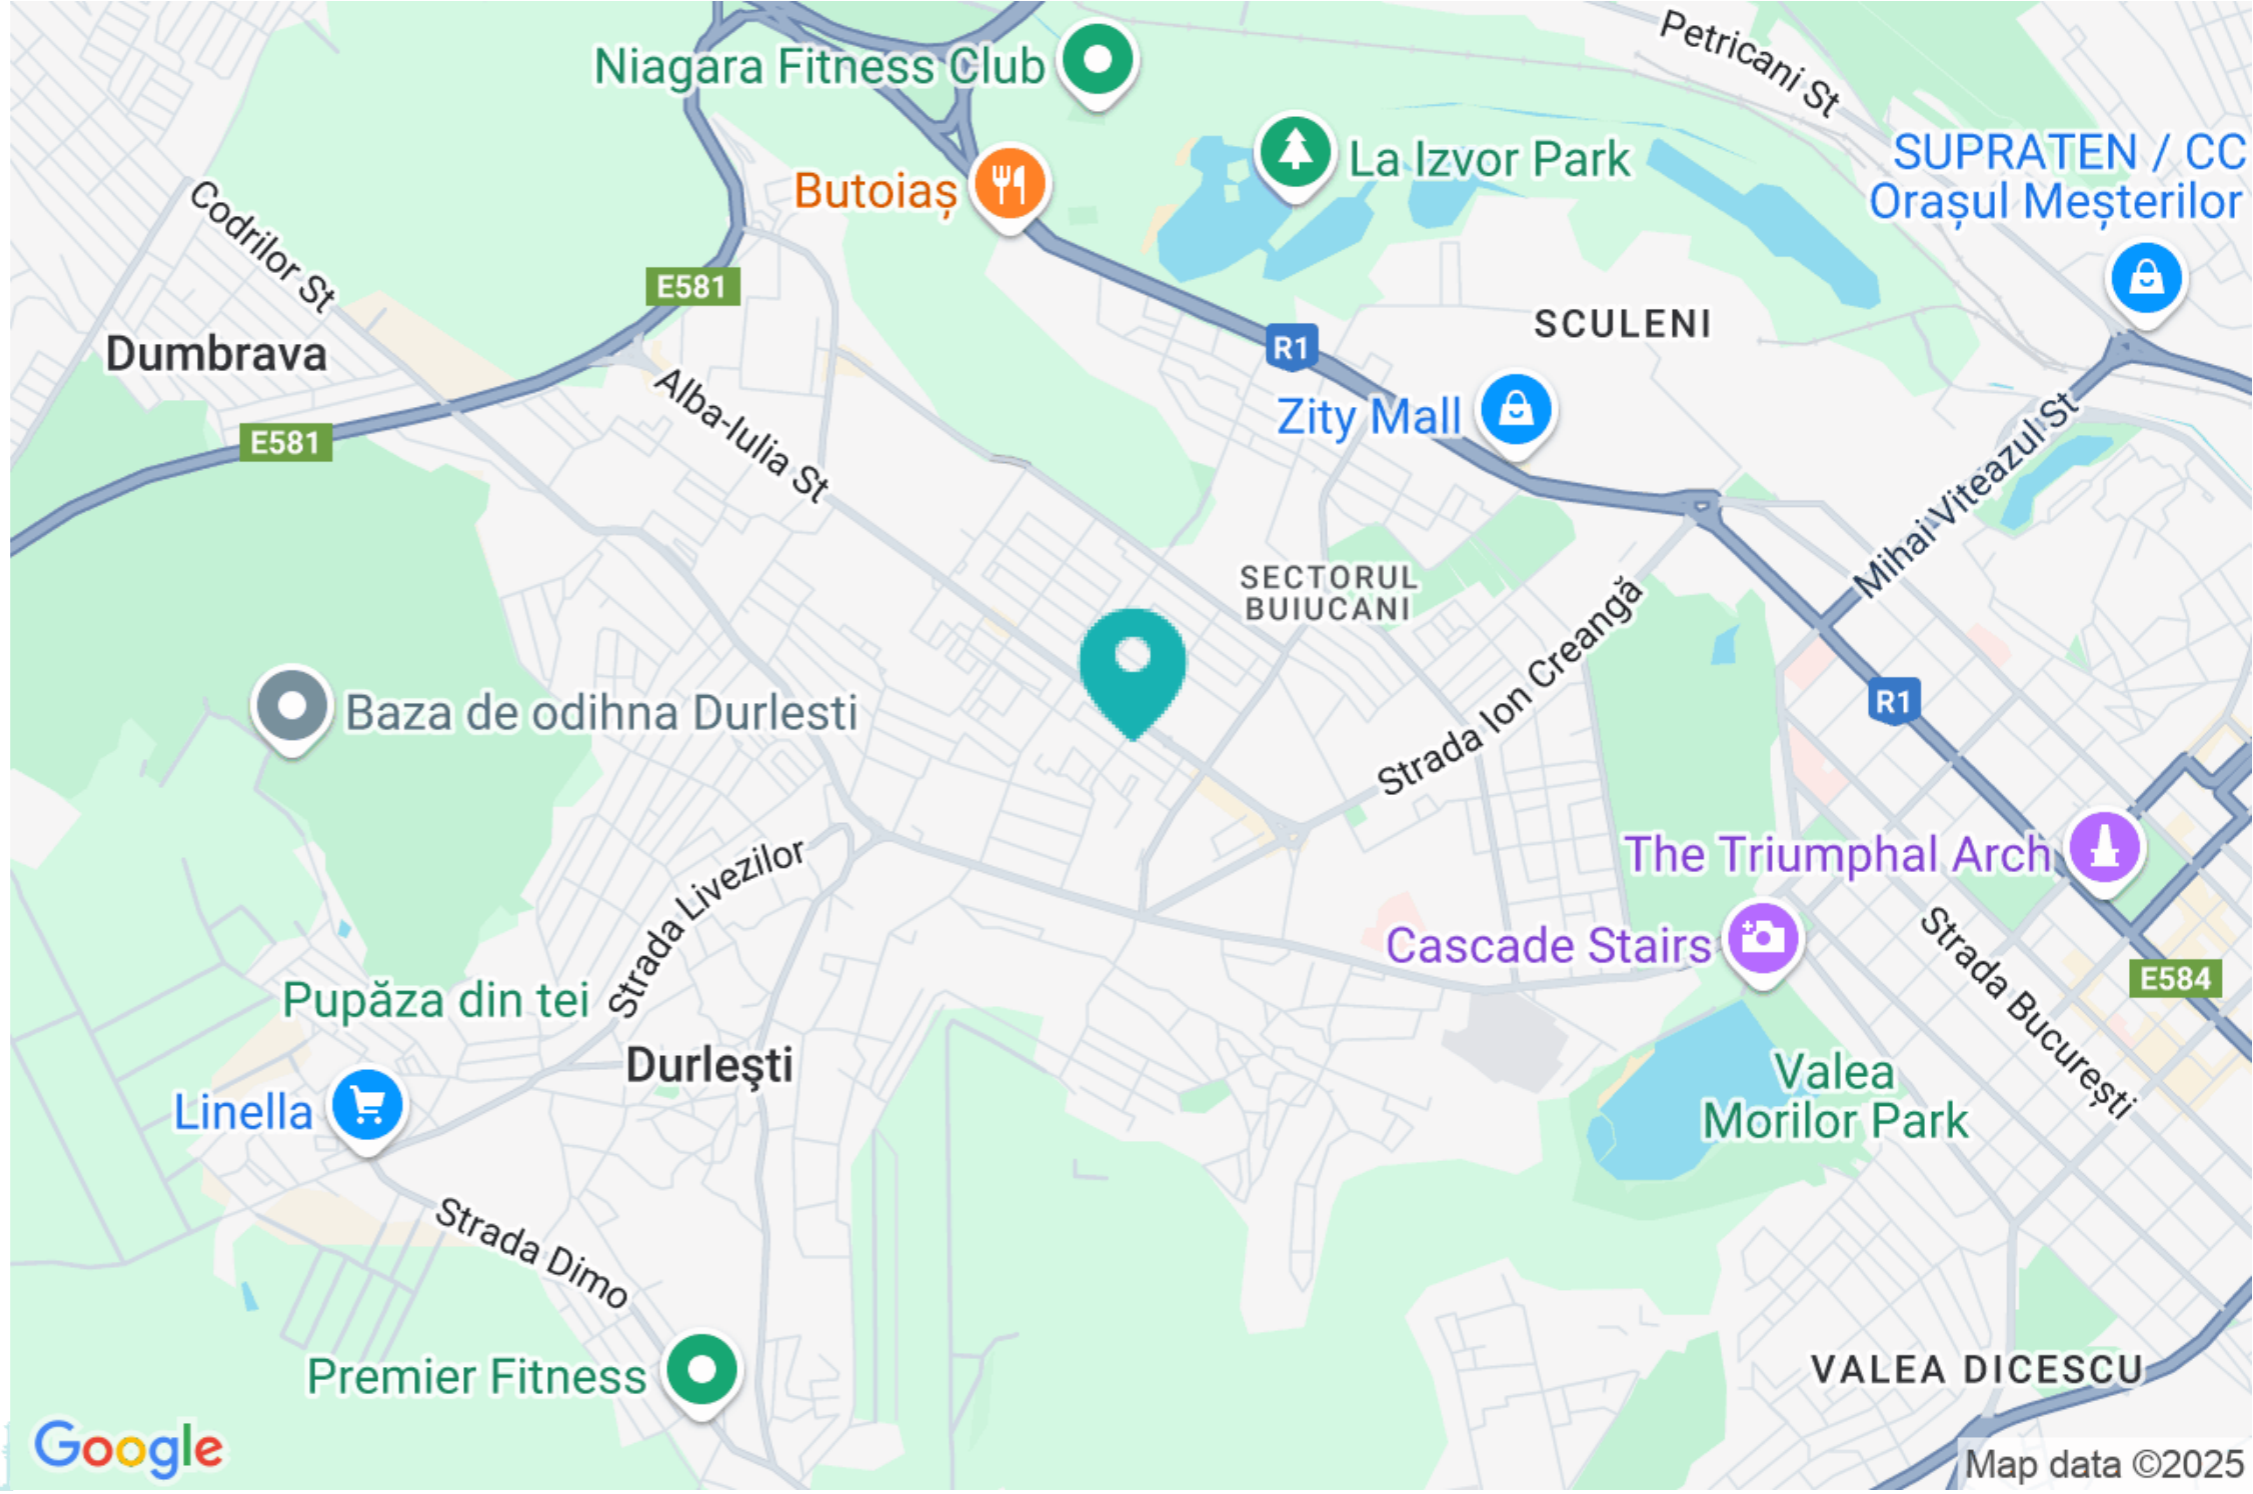 Petricani St
Niagara Fitness Club
La Izvor Park
SUPRATEN / CC
Orașul Meșterilor
Butoiaș
Codrilor St
E581
SCULENI
R1
Dumbrava
Alba-Iulia St
Zity Mall
E581
Mihai Viteazul St
SECTORUL
BUIUCANI
Strada Ion Creangă
Baza de odihna Durlesti
R1
The Triumphal Arch
Strada Livezilor
Cascade Stairs
Strada București
E584
Pupăza din tei
Durleşti
Linella
Valea
Morilor Park
Strada Dimo
Premier Fitness
VALEA DICESCU
Google
Map data ©2025